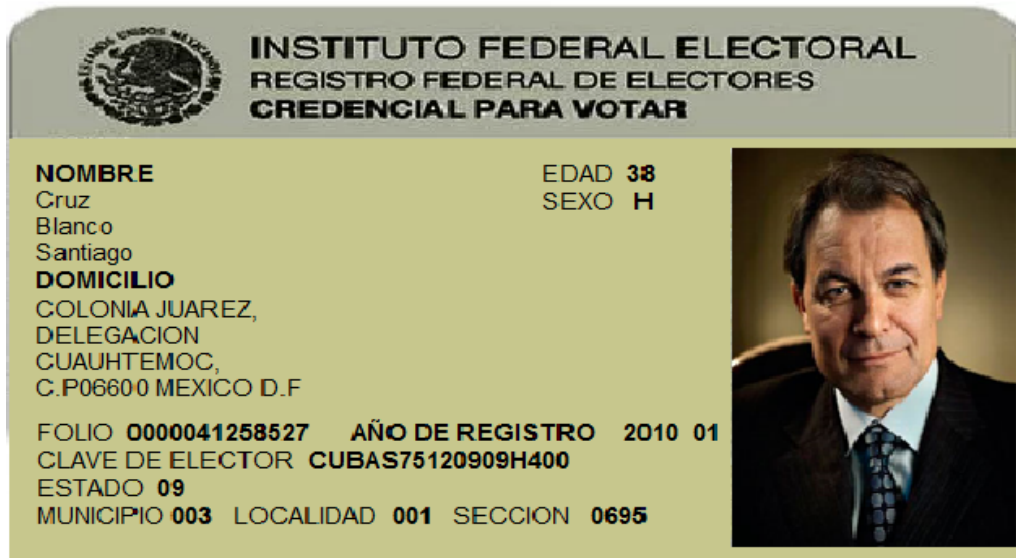 INSTITUTO FEDERAL ELECTORAL
REGISTRO FEDERAL DE ELECTORES
CREDENCIAL PARA VOTAR
NOMBRE
Cruz
Blanco
Santiago
EDAD 38
SEXO H
DOMICILIO
COLONIA JUAREZ,
DELEGACION
CUAUHTEMOC,
C.P06600 MEXICO D.F
FOLIO 0000041258527 AÑO DE REGISTRO 2010 01
CLAVE DE ELECTOR CUBAS75120909H400
ESTADO 09
MUNICIPIO 003 LOCALIDAD 001 SECCION 0695